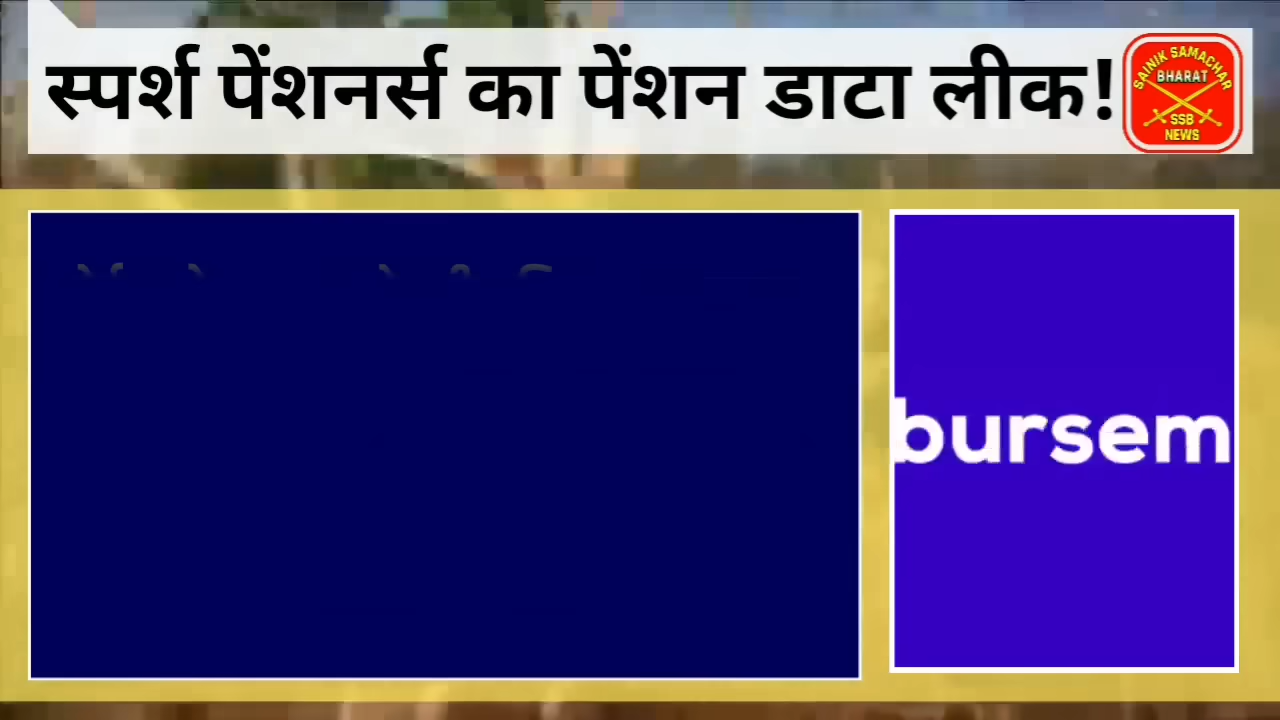 स्पर्श पेंशनर्स का पेंशन डाटा लीक!
SAINIK SAMACHAR
BHARAT
SSB
NEWS
bursem